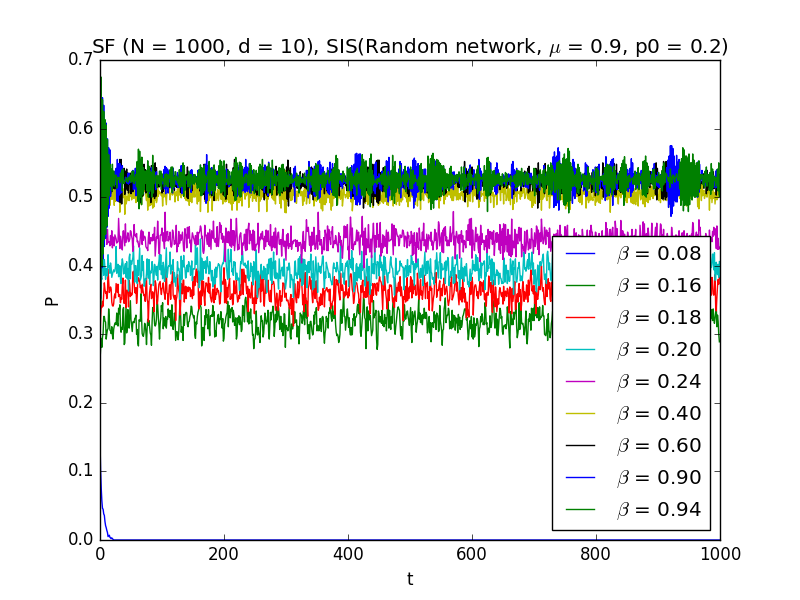 SF (N = 1000, d = 10), SIS(Random network, μ = 0.9, p0 = 0.2)
0.7
0.6
0.5
0.4
0.3
0.2
0.1
0.0
P
β = 0.08
β = 0.16
β = 0.18
β = 0.20
β = 0.24
β = 0.40
β = 0.60
β = 0.90
β = 0.94
0 200 400 600 800 1000
t